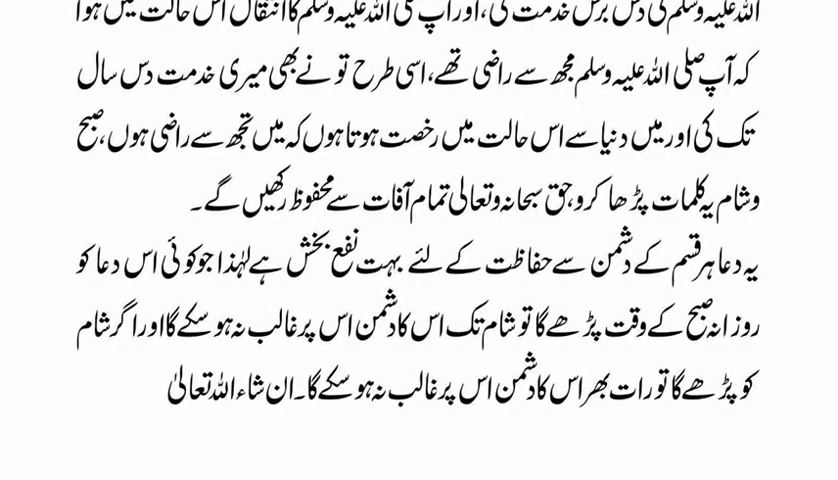 اللہ علیہ وسلم کی دس برس خدمت کی، اور آپ صلی اللہ علیہ وسلم کا انتقال اس حالت میں ہوا
کہ آپ صلی اللہ علیہ وسلم مجھ سے راضی تھے، اسی طرح تو نے بھی میری خدمت دس سال
تک کی اور میں دنیا سے اس حالت میں رخصت ہوتا ہوں کہ میں تجھ سے راضی ہوں، صبح
و شام یہ کلمات پڑھا کرو، حق سبحانہ وتعالی تمام آفات سے محفوظ رکھیں گے۔
یہ دعا ہر قسم کے دشمن سے حفاظت کے لئے بہت نفع بخش ہے لہٰذا جو کوئی اس دعا کو
روزانہ صبح کے وقت پڑھے گا تو شام تک اس کا دشمن اس پر غالب نہ ہو سکے گا اور اگر شام
کو پڑھے گا تو رات بھر اس کا دشمن اس پر غالب نہ ہو سکے گا۔ ان شاء اللہ تعالیٰ